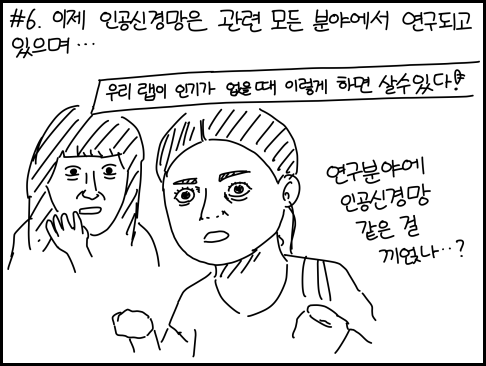 #6. 이제 인공신경망은 관련 모든 분야에서 연구되고
있으며…
우리 랩이 인기가 없을때 이렇게 하면 살수있다!
연구분야에
인공신경망
같은 걸
끼얹나…?